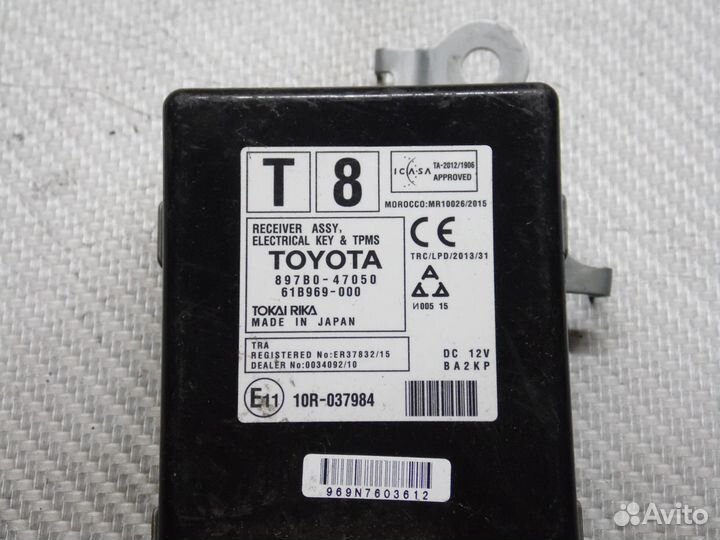 T 8
ICASA
TA-2012/1906
APPROVED
MOROCCO:MR10026/2015
RECEIVER ASSY,
ELECTRICAL KEY & TPMS
TOYOTA
897B0-47050
61B969-000
TOKAI RIKA
MADE IN JAPAN
CE
TRC/LPD/2013/31
И005 15
TRA
REGISTERED No:ER37832/15
DEALER No:0034092/10
DC 12V
BA2KP
E11
10R-037984
969N7603612
Avito